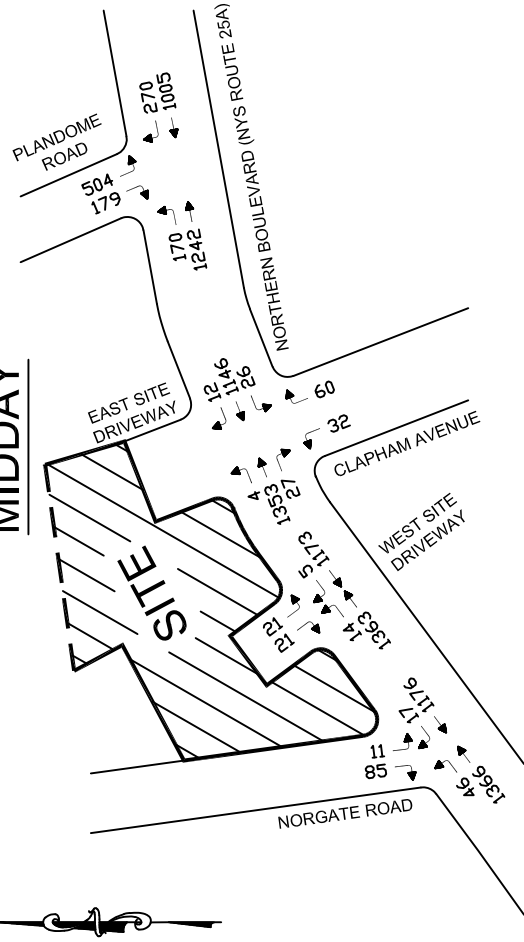 MIDDAY
PLANDOME
ROAD
270
1005
504
179
170
1242
NORTHERN BOULEVARD (NYS ROUTE 25A)
EAST SITE
DRIVEWAY
12
1146
26
60
32
4
1353
27
CLAPHAM AVENUE
SITE
WEST SITE
DRIVEWAY
5
1173
21
21
14
1363
17
1176
11
85
46
1366
NORGATE ROAD
N